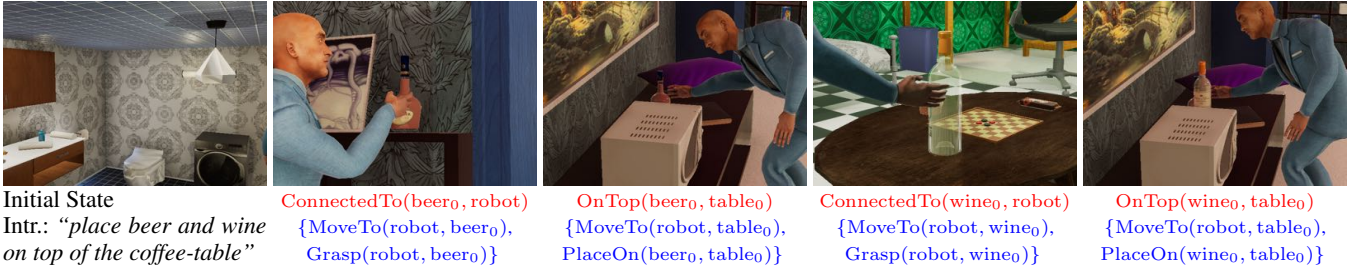 Initial State
Intr.: “place beer and wine
on top of the coffee-table”
ConnectedTo(beer₀, robot)
{MoveTo(robot, beer₀),
Grasp(robot, beer₀)}
OnTop(beer₀, table₀)
{MoveTo(robot, table₀),
PlaceOn(beer₀, table₀)}
ConnectedTo(wine₀, robot)
{MoveTo(robot, wine₀),
Grasp(robot, wine₀)}
OnTop(wine₀, table₀)
{MoveTo(robot, table₀),
PlaceOn(wine₀, table₀)}